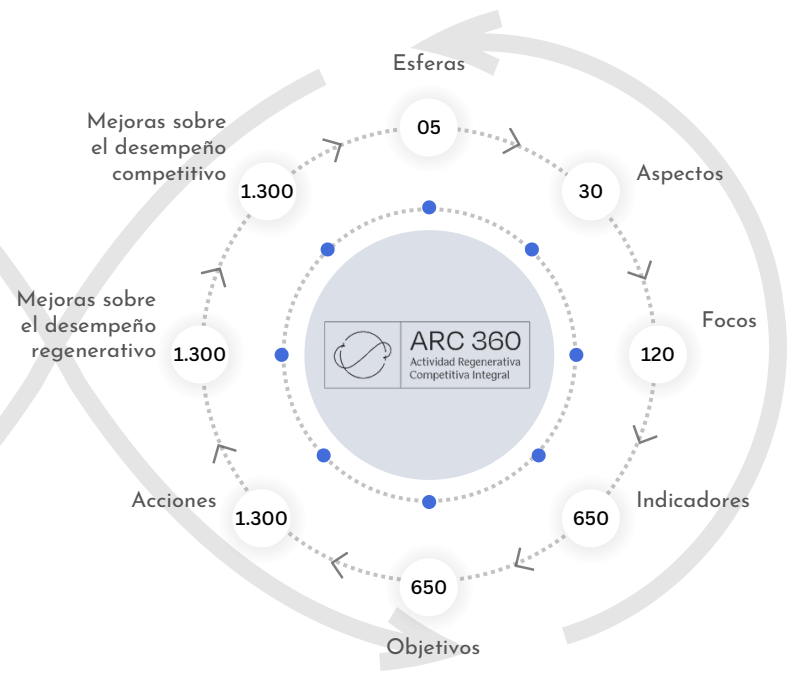 Esferas
05
Aspectos
30
Focos
120
Indicadores
650
Objetivos
650
Acciones
1.300
Mejoras sobre
el desempeño
regenerativo
1.300
Mejoras sobre
el desempeño
competitivo
1.300
ARC 360
Actividad Regenerativa
Competitiva Integral